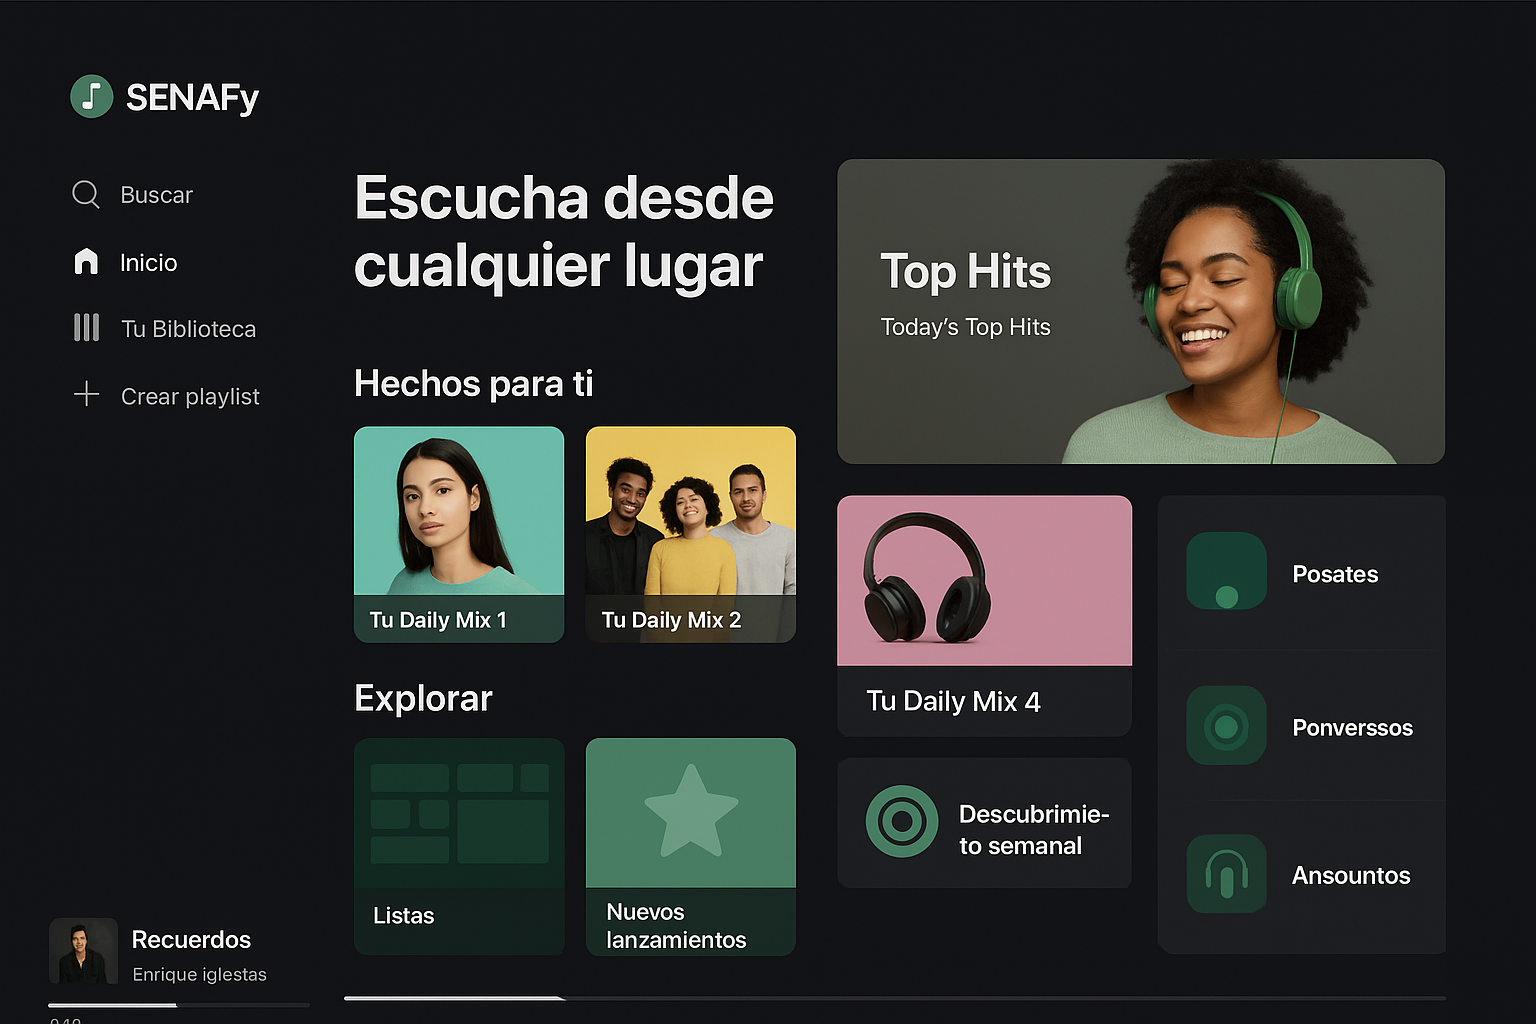 SENAFy
Buscar
Inicio
Tu Biblioteca
Crear playlist
Escucha desde
cualquier lugar
Hechos para ti
Tu Daily Mix 1
Tu Daily Mix 2
Explorar
Listas
Nuevos
lanzamientos
Top Hits
Today's Top Hits
Tu Daily Mix 4
Descubrimie-
to semanal
Posates
Ponverssos
Ansountos
Recuerdos
Enrique iglestas